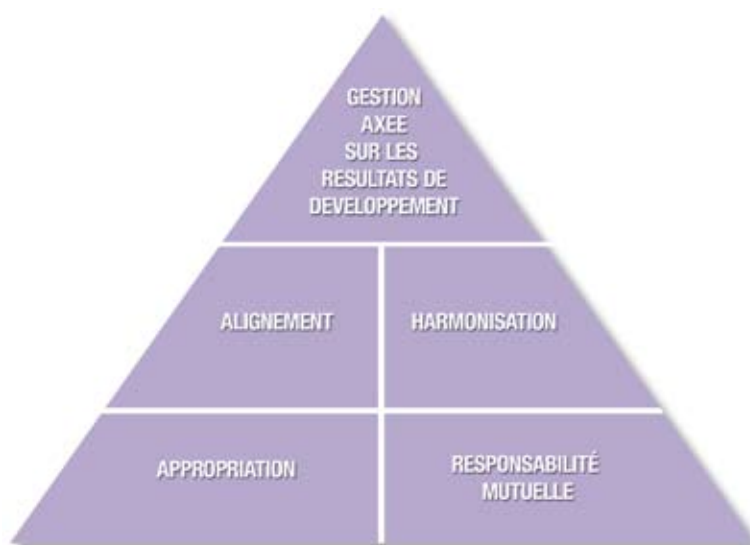 GESTION
AXEE
SUR LES
RESULTATS DE
DEVELOPPEMENT
ALIGNEMENT
HARMONISATION
APPROPRIATION
RESPONSABILITÉ
MUTUELLE